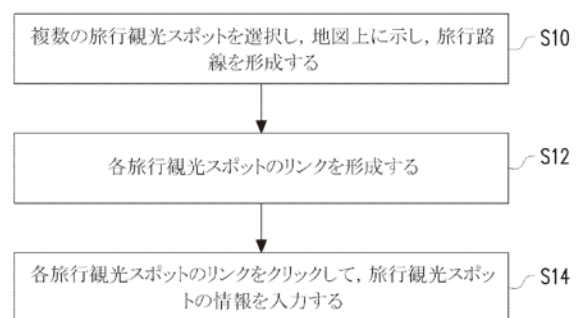 複数の旅行観光スポットを選択し，地図上に示し，旅行路
線を形成する
S10
各旅行観光スポットのリンクを形成する
S12
各旅行観光スポットのリンクをクリックして，旅行観光スポッ
トの情報を入力する
S14